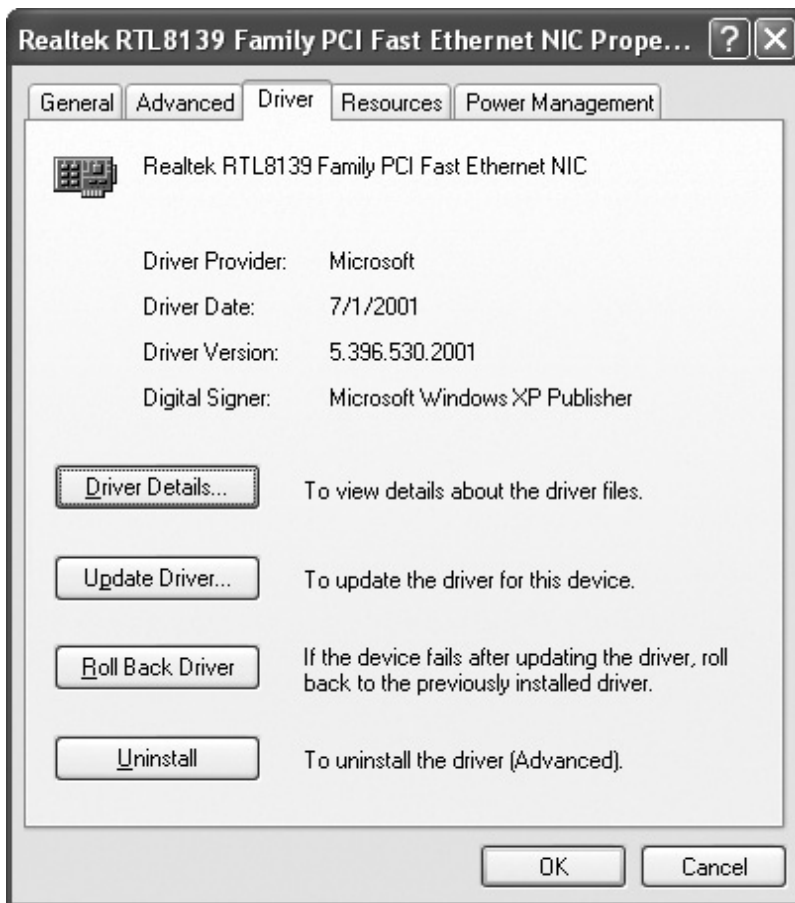 Realtek RTL8139 Family PCI Fast Ethernet NIC Prope... ? X
General Advanced Driver Resources Power Management
Realtek RTL8139 Family PCI Fast Ethernet NIC
Driver Provider: Microsoft
Driver Date: 7/1/2001
Driver Version: 5.396.530.2001
Digital Signer: Microsoft Windows XP Publisher
Driver Details... To view details about the driver files.
Update Driver... To update the driver for this device.
Roll Back Driver If the device fails after updating the driver, roll
back to the previously installed driver.
Uninstall To uninstall the driver (Advanced).
OK Cancel